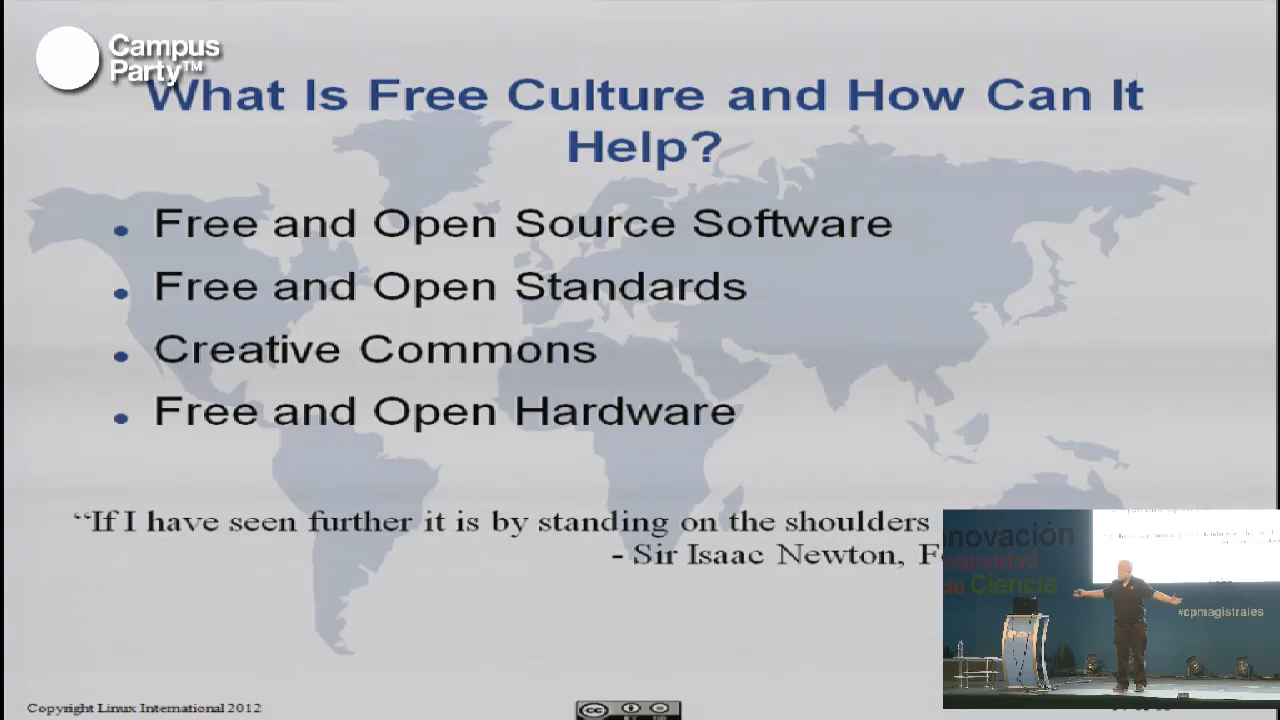 Campus
Party™
What Is Free Culture and How Can It
Help?
• Free and Open Source Software
• Free and Open Standards
• Creative Commons
• Free and Open Hardware
“If I have seen further it is by standing on the shoulders
- Sir Isaac Newton,
Ciencia
#cpmagistrales
Copyright Linux International 2012
cc